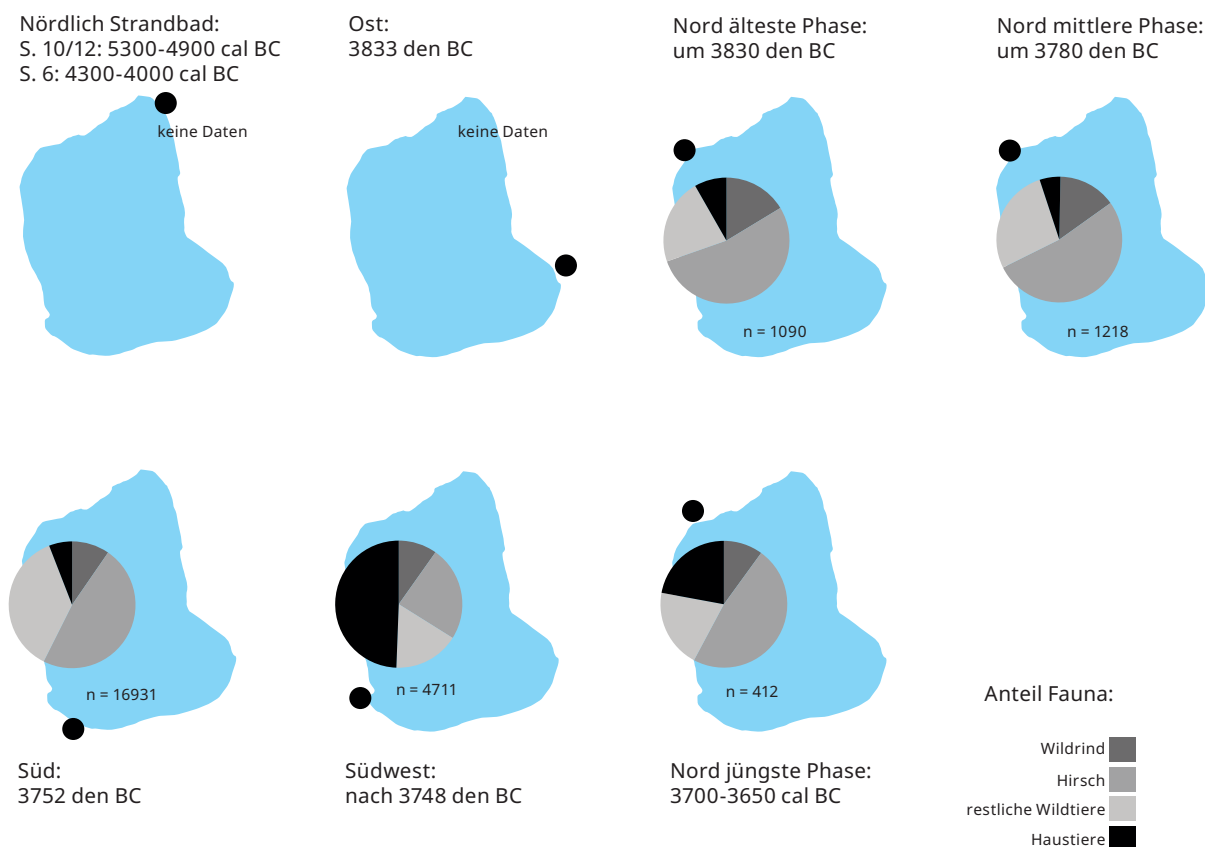 Nördlich Strandbad:
S. 10/12: 5300-4900 cal BC
S. 6: 4300-4000 cal BC
keine Daten
Ost:
3833 den BC
keine Daten
Nord älteste Phase:
um 3830 den BC
n = 1090
Nord mittlere Phase:
um 3780 den BC
n = 1218
n = 16931
Süd:
3752 den BC
n = 4711
Südwest:
nach 3748 den BC
n = 412
Nord jüngste Phase:
3700-3650 cal BC
Anteil Fauna:
Wildrind
Hirsch
restliche Wildtiere
Haustiere